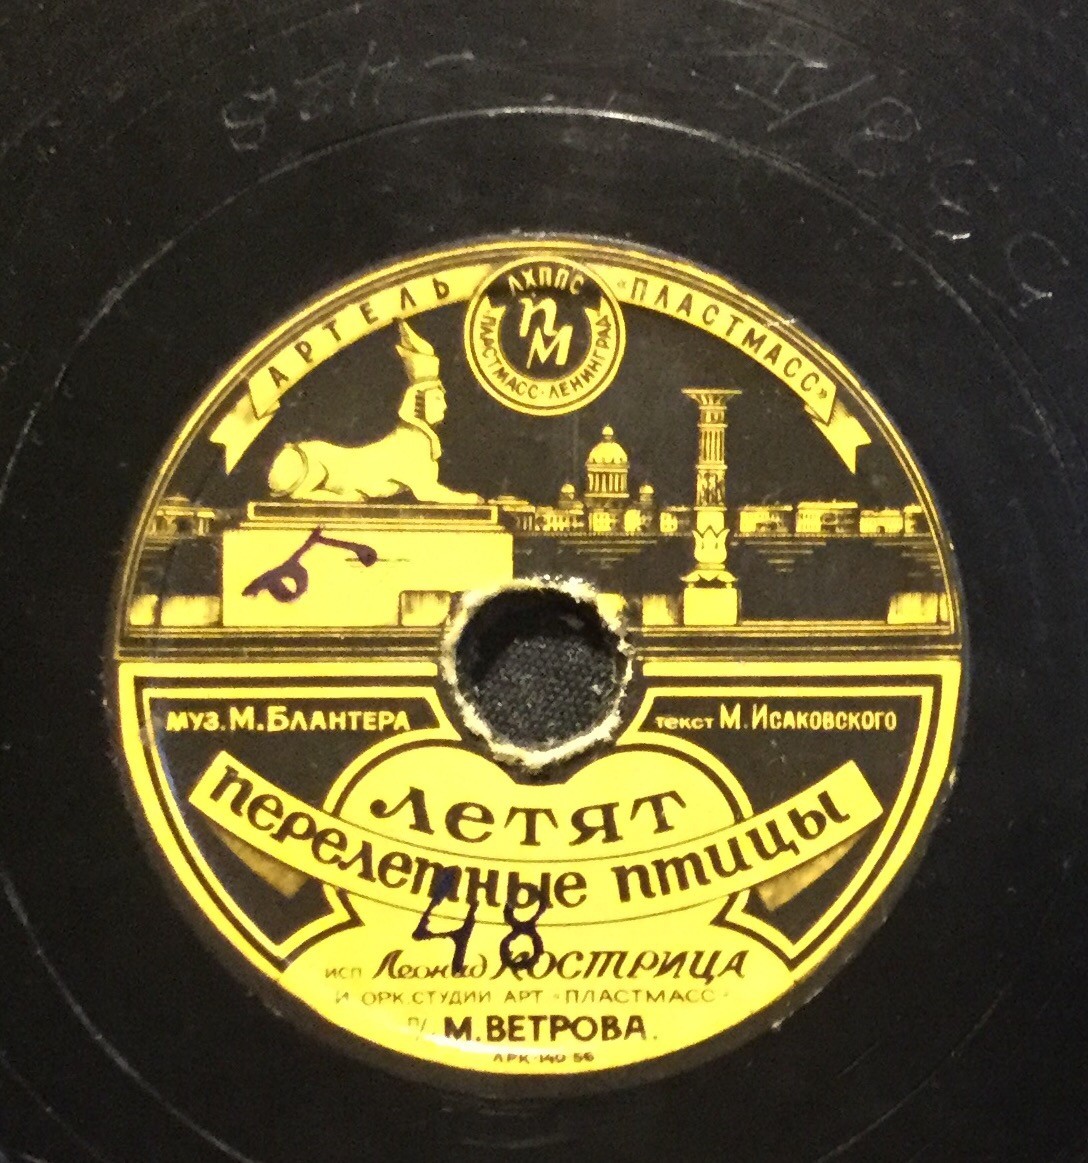 АРТЕЛЬ «ПЛАСТМАСС»
ЛХППС
ПМ
ПЛАСТМАСС·ЛЕНИНГРАД
МУЗ. М. БЛАНТЕРА
ТЕКСТ М. ИСАКОВСКОГО
ЛЕТЯТ
перелетные птицы
48
ИСП Леонид КОСТРИЦА
И ОРК. СТУДИИ АРТ «ПЛАСТМАСС»
П/ М. ВЕТРОВА.